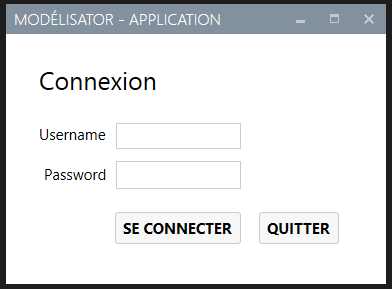 MODÉLISATOR - APPLICATION
Connexion
Username
Password
SE CONNECTER QUITTER